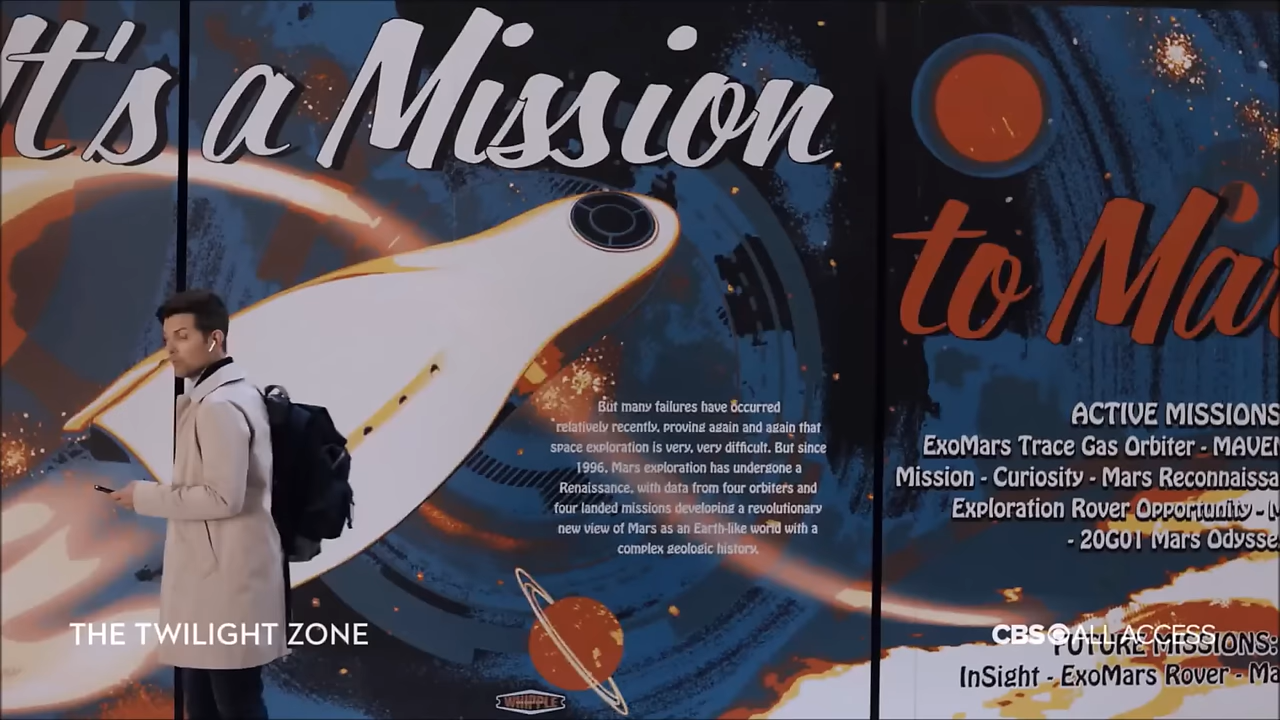 It's a Mission
to Mar
But many failures have occurred
relatively recently, proving again and again that
space exploration is very, very difficult. But since
1996, Mars exploration has undergone a
Renaissance, with data from four orbiters and
four landed missions developing a revolutionary
new view of Mars as an Earth-like world with a
complex geologic history.
ACTIVE MISSIONS
ExoMars Trace Gas Orbiter - MAVEN
Mission - Curiosity - Mars Reconnaissa
Exploration Rover Opportunity - M
- 20G01 Mars Odysse
THE TWILIGHT ZONE
CBS ALL ACCESS
FUTURE MISSIONS:
InSight - ExoMars Rover - Ma
WHIPPLE